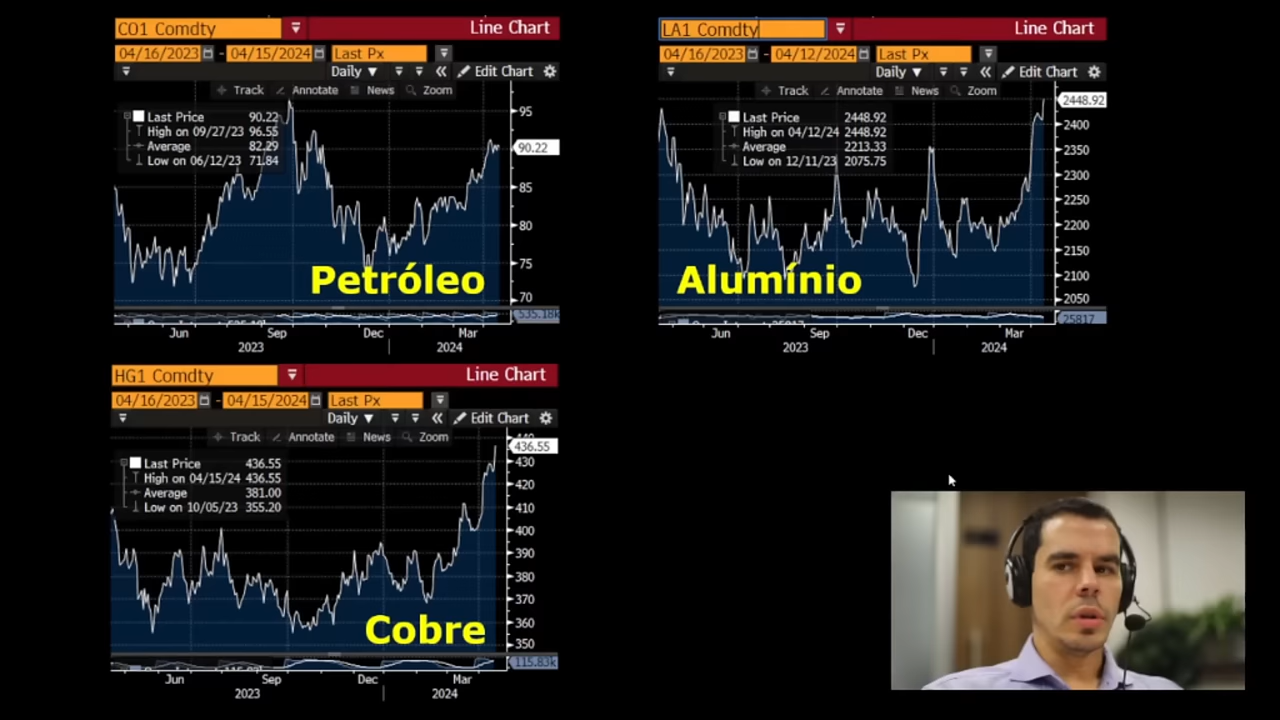 CO1 Comdty
Line Chart
04/16/2023 - 04/15/2024 Last Px
Daily ▼ « Edit Chart
Track Annotate News Zoom
Last Price 90.22
High on 09/27/23 96.55
Average 82.29
Low on 06/12/23 71.84
95
90.22
85
80
75
70
Petróleo
535.18k
Jun Sep Dec Mar
2023 2024
LA1 Comdty
Line Chart
04/16/2023 - 04/12/2024 Last Px
Daily ▼ « Edit Chart
Track Annotate News Zoom
Last Price 2448.92
High on 04/12/24 2448.92
Average 2213.33
Low on 12/11/23 2075.75
2448.92
2400
2350
2300
2250
2200
2150
2100
2050
Alumínio
25817
Jun Sep Dec Mar
2023 2024
HG1 Comdty
Line Chart
04/16/2023 - 04/15/2024 Last Px
Daily ▼ « Edit Chart
Track Annotate News Zoom
Last Price 436.55
High on 04/15/24 436.55
Average 381.00
Low on 10/05/23 355.20
436.55
430
420
410
400
390
380
370
360
350
Cobre
115.83k
Jun Sep Dec Mar
2023 2024